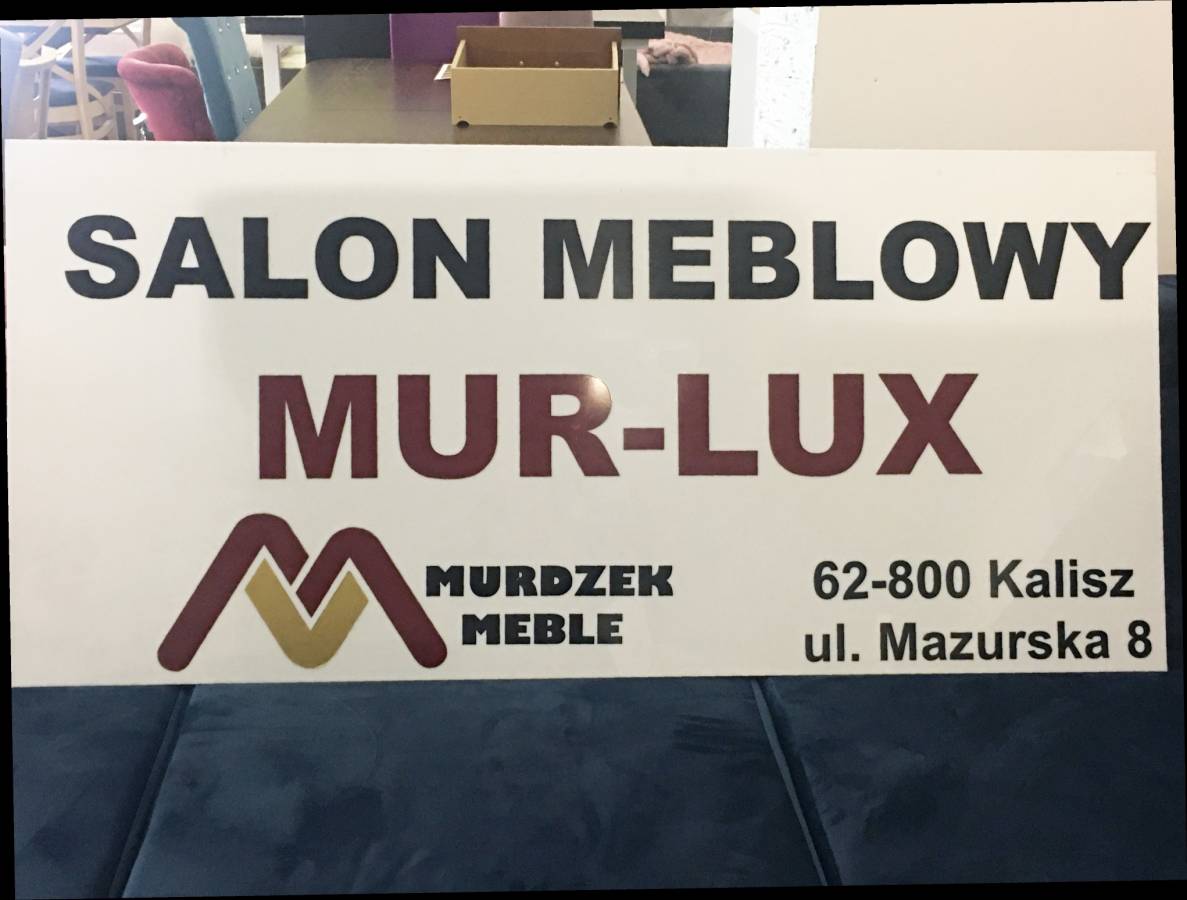 SALON MEBLOWY
MUR-LUX
MURDZEK
MEBLE
62-800 Kalisz
ul. Mazurska 8